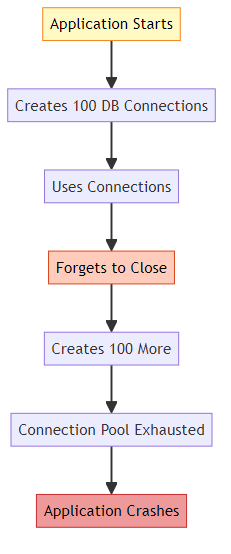 Application Starts
Creates 100 DB Connections
Uses Connections
Forgets to Close
Creates 100 More
Connection Pool Exhausted
Application Crashes